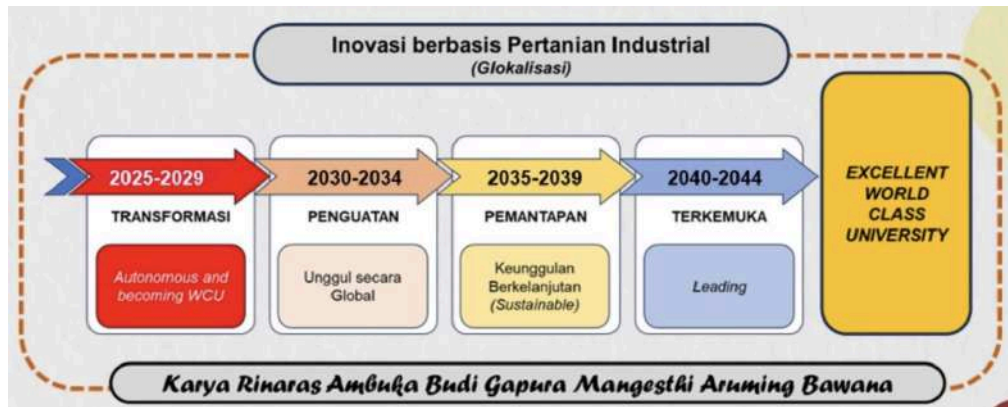 Inovasi berbasis Pertanian Industrial
(Glokalisasi)
2025-2029
2030-2034
2035-2039
2040-2044
TRANSFORMASI
PENGUATAN
PEMANTAPAN
TERKEMUKA
Autonomous and
becoming WCU
Unggul secara
Global
Keunggulan
Berkelanjutan
(Sustainable)
Leading
EXCELLENT
WORLD
CLASS
UNIVERSITY
Karya Rinaras Ambuka Budi Gapura Mangesthi Aruming Bawana